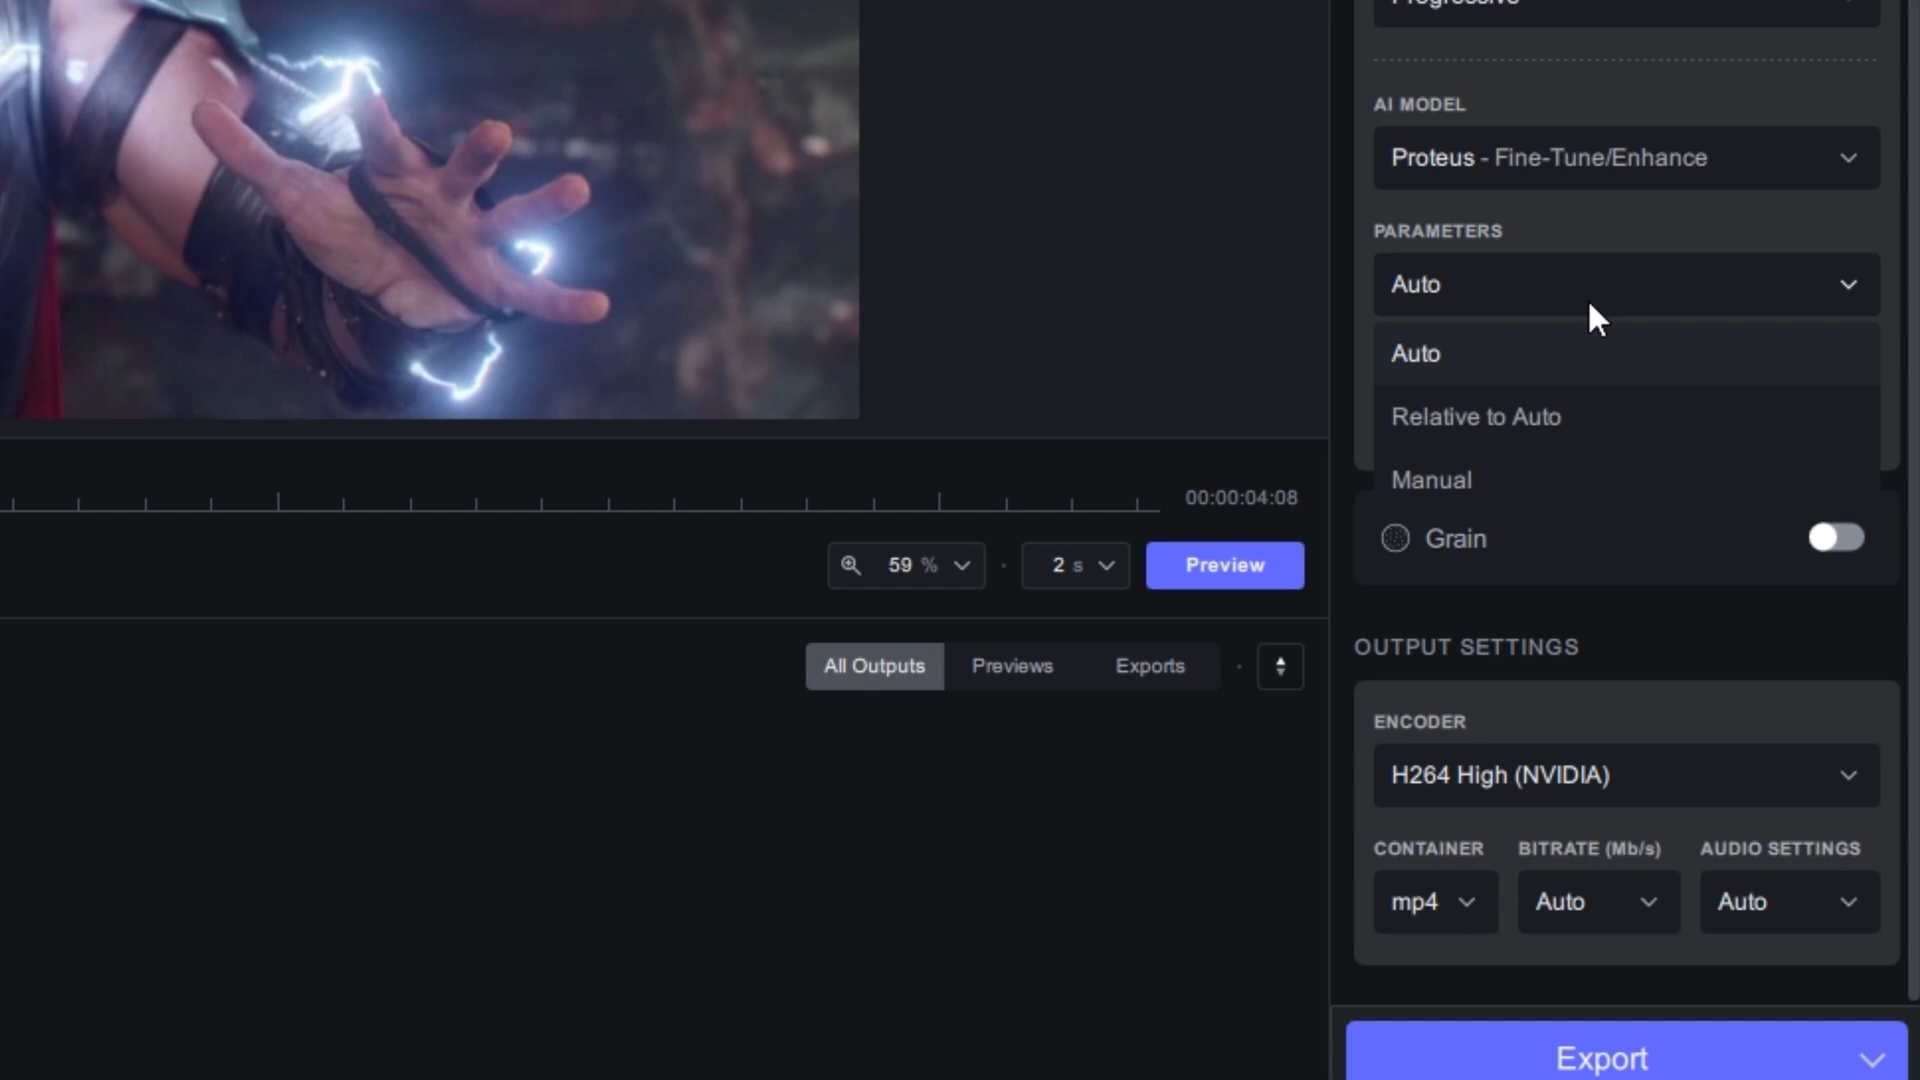 Progressive
AI MODEL
Proteus - Fine-Tune/Enhance
PARAMETERS
Auto
Auto
Relative to Auto
Manual
Grain
00:00:04:08
59 %
2 s
Preview
All Outputs
Previews
Exports
OUTPUT SETTINGS
ENCODER
H264 High (NVIDIA)
CONTAINER BITRATE (Mb/s) AUDIO SETTINGS
mp4 Auto Auto
Export